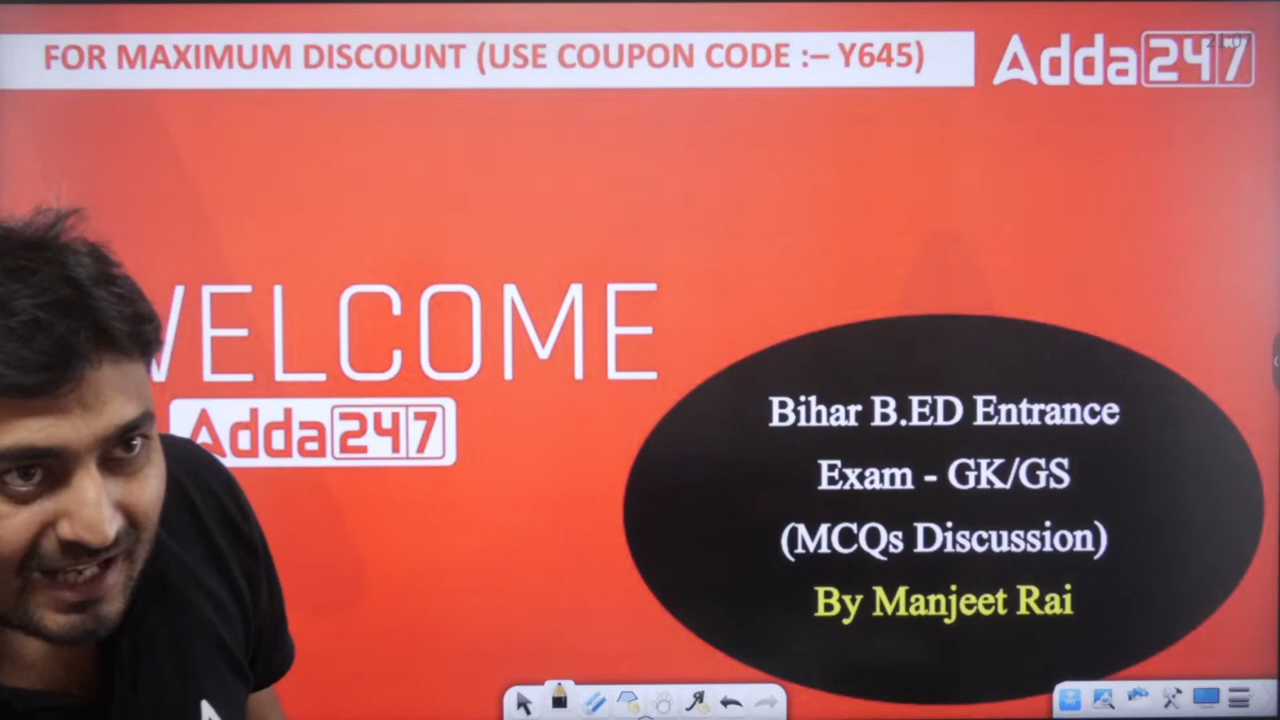 FOR MAXIMUM DISCOUNT (USE COUPON CODE :– Y645)
Adda247
WELCOME
Adda247
Bihar B.ED Entrance
Exam - GK/GS
(MCQs Discussion)
By Manjeet Rai